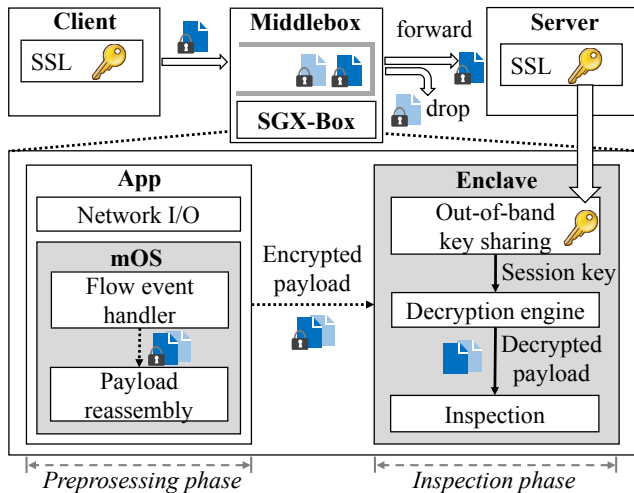 Client
SSL
Middlebox
SGX-Box
forward
drop
Server
SSL
App
Network I/O
mOS
Flow event
handler
Payload
reassembly
Encrypted
payload
Enclave
Out-of-band
key sharing
Session key
Decryption engine
Decrypted
payload
Inspection
Preprosessing phase
Inspection phase